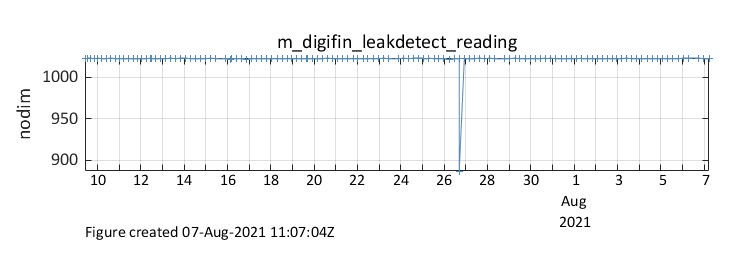 m_digifin_leakdetect_reading
nodim
1000
950
900
10 12 14 16 18 20 22 24 26 28 30 1 3 5 7
Aug
2021
Figure created 07-Aug-2021 11:07:04Z